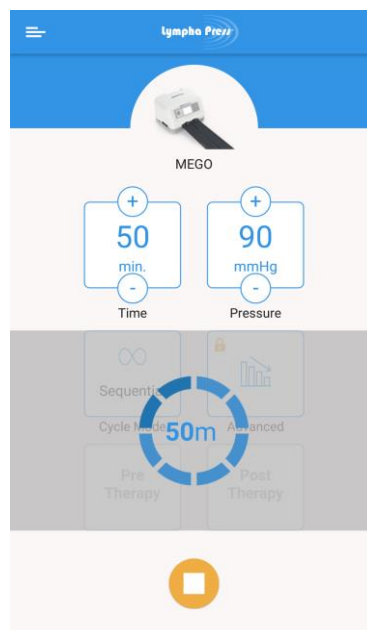 Lympha Press
MEGO
+ +
50 90
min. mmHg
- -
Time Pressure
Sequential
Cycle Mode Advanced
50m
Pre Post
Therapy Therapy